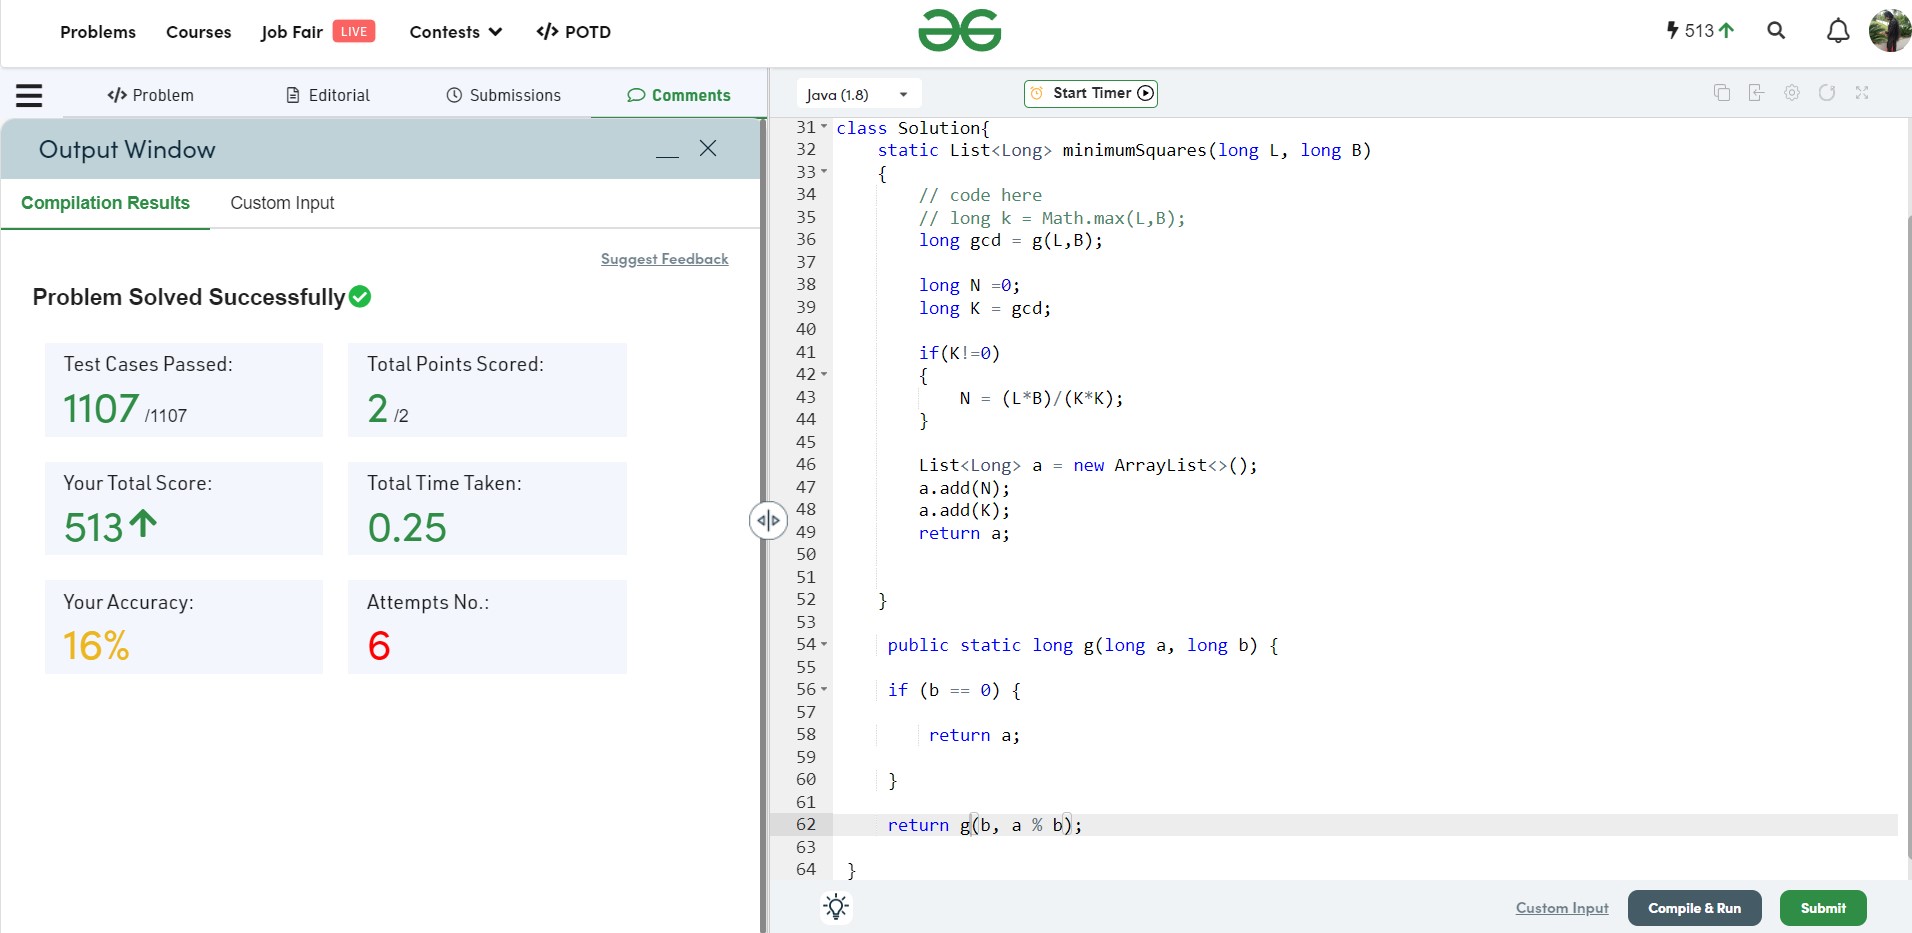 Problems Courses Job Fair LIVE Contests </> POTD
513
</> Problem Editorial Submissions Comments
Output Window
Compilation Results Custom Input
Suggest Feedback
Problem Solved Successfully
Test Cases Passed:
1107 /1107
Total Points Scored:
2 /2
Your Total Score:
513
Total Time Taken:
0.25
Your Accuracy:
16%
Attempts No.:
6
Java (1.8) Start Timer
31 class Solution{
32 static List<Long> minimumSquares(long L, long B)
33 {
34 // code here
35 // long k = Math.max(L,B);
36 long gcd = g(L,B);
37
38 long N =0;
39 long K = gcd;
40
41 if(K!=0)
42 {
43 N = (L*B)/(K*K);
44 }
45
46 List<Long> a = new ArrayList<>();
47 a.add(N);
48 a.add(K);
49 return a;
50
51
52 }
53
54 public static long g(long a, long b) {
55
56 if (b == 0) {
57
58 return a;
59
60 }
61
62 return g(b, a % b);
63
64 }
Custom Input Compile & Run Submit